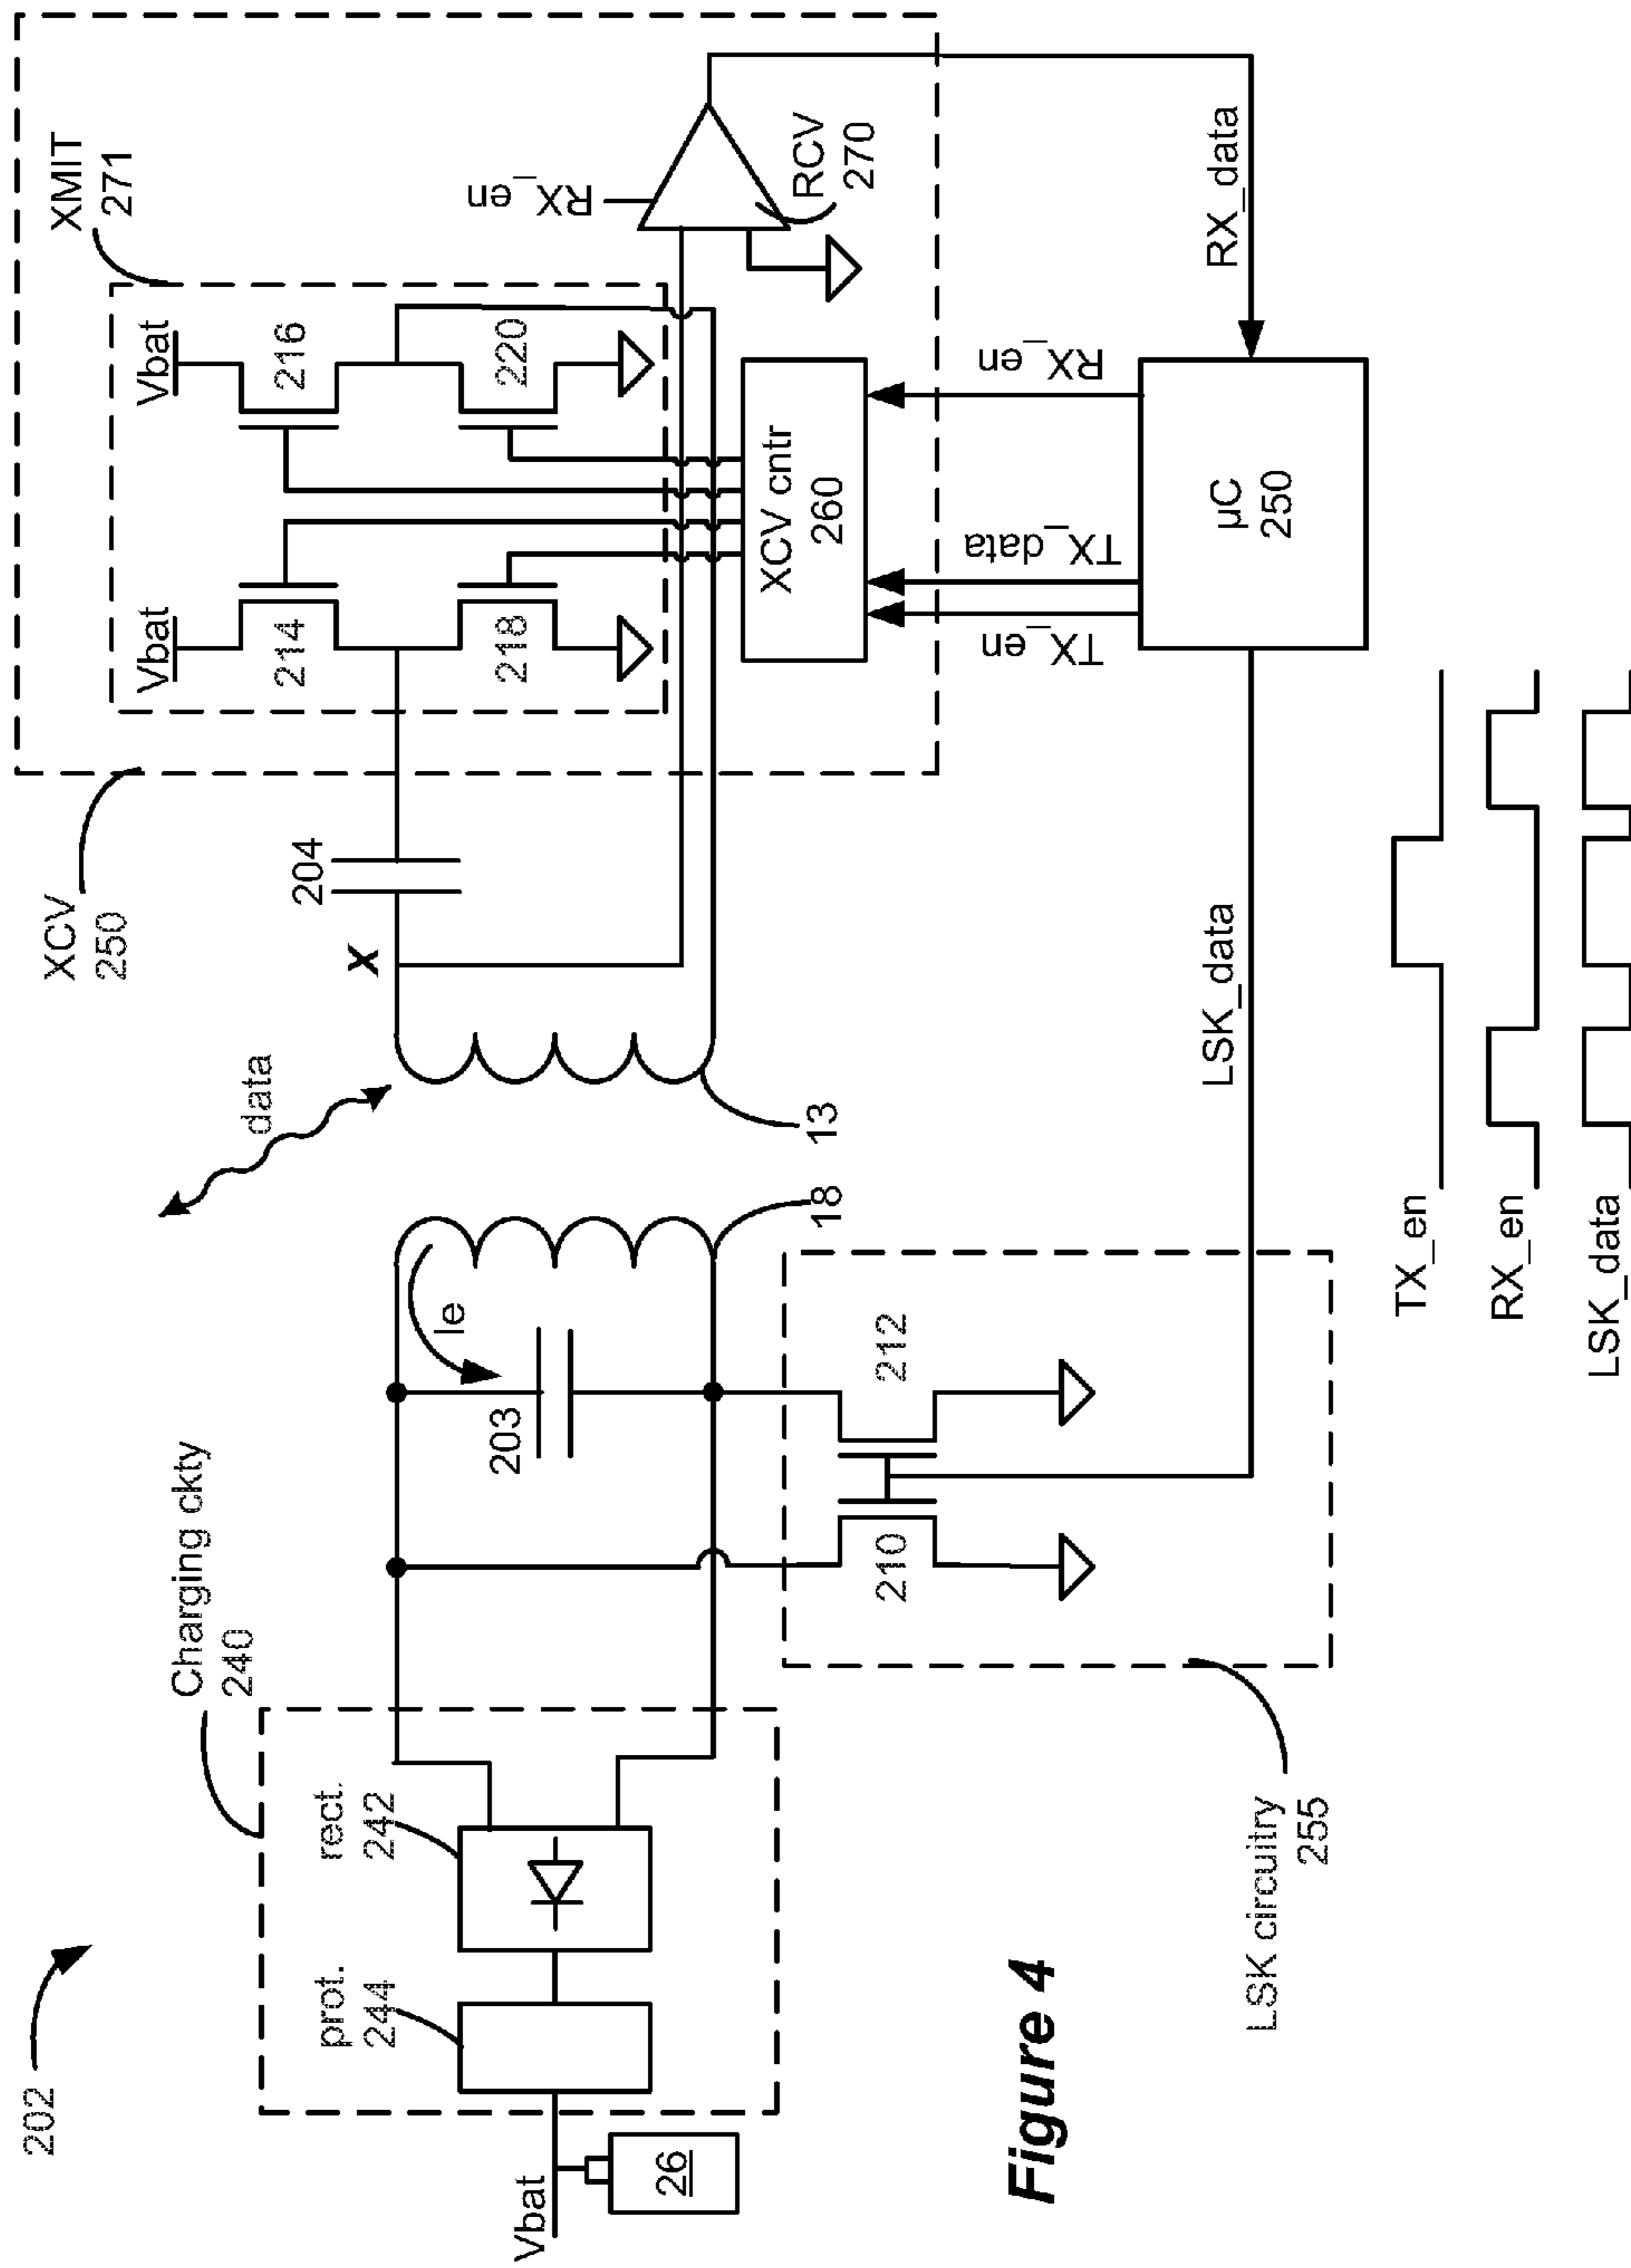 202
Charging ckty
240
Vbat
26
prot.
244
rect.
242
203
Ie
18
data
13
X
204
XCV
250
XMIT
271
Vbat
214
218
Vbat
216
220
RX_en
RCV
270
XCV cntr
260
TX_en
TX_data
RX_en
RX_data
µC
250
LSK_data
210
212
LSK circuitry
255
TX_en
RX_en
LSK_data
Figure 4